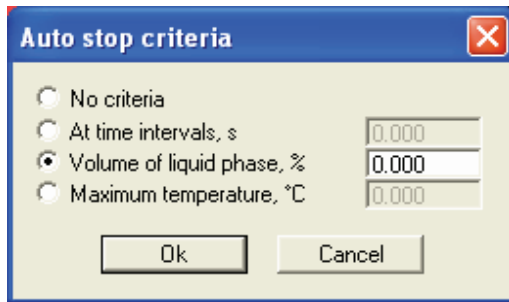 Auto stop criteria
No criteria
At time intervals, s 0.000
Volume of liquid phase, % 0.000
Maximum temperature, °C 0.000
Ok Cancel